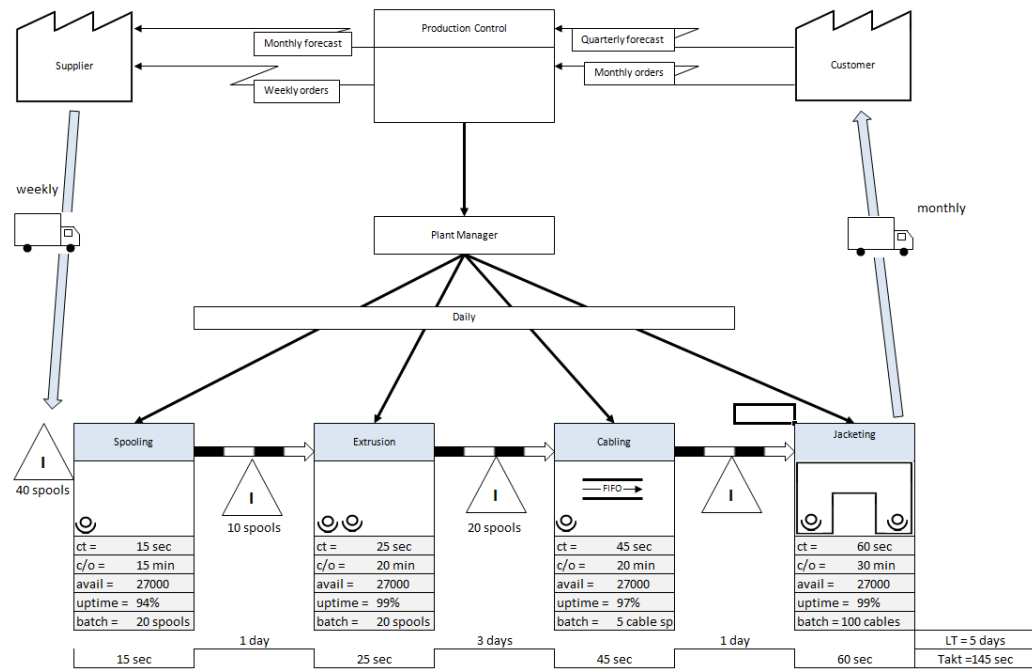 Production Control
Monthly forecast
Quarterly forecast
Supplier
Customer
Weekly orders
Monthly orders
weekly
monthly
Plant Manager
Daily
Spooling
Extrusion
Cabling
Jacketing
I
40 spools
I
10 spools
I
20 spools
FIFO
I
ct = 15 sec
c/o = 15 min
avail = 27000
uptime = 94%
batch = 20 spools
ct = 25 sec
c/o = 20 min
avail = 27000
uptime = 99%
batch = 20 spools
ct = 45 sec
c/o = 20 min
avail = 27000
uptime = 97%
batch = 5 cable sp
ct = 60 sec
c/o = 30 min
avail = 27000
uptime = 99%
batch = 100 cables
1 day
3 days
1 day
LT = 5 days
15 sec
25 sec
45 sec
60 sec
Takt =145 sec